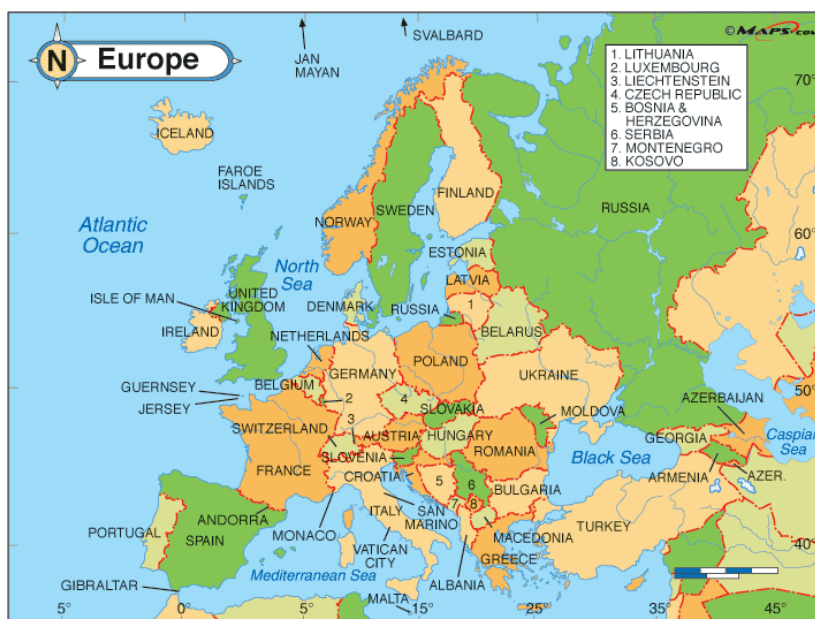 SVALBARD
© MAPS.COM
N Europe
JAN
MAYAN
1. LITHUANIA
2. LUXEMBOURG
3. LIECHTENSTEIN
4. CZECH REPUBLIC
5. BOSNIA &
HERZEGOVINA
6. SERBIA
7. MONTENEGRO
8. KOSOVO
70°
ICELAND
FAROE
ISLANDS
FINLAND
RUSSIA
NORWAY
SWEDEN
Atlantic
Ocean
60°
ESTONIA
North
Sea
LATVIA
ISLE OF MAN
UNITED
KINGDOM
DENMARK
RUSSIA
1
IRELAND
BELARUS
NETHERLANDS
POLAND
GERMANY
UKRAINE
GUERNSEY
BELGIUM
50°
JERSEY
2
4
AZERBAIJAN
SLOVAKIA
MOLDOVA
3
SWITZERLAND
AUSTRIA
HUNGARY
GEORGIA
Caspian
Sea
ROMANIA
SLOVENIA
Black Sea
FRANCE
CROATIA
ARMENIA
AZER.
5
6
BULGARIA
ITALY
SAN
MARINO
7
8
ANDORRA
TURKEY
PORTUGAL
SPAIN
MONACO
MACEDONIA
VATICAN
CITY
GREECE
40°
Mediterranean Sea
ALBANIA
GIBRALTAR
MALTA
5°
0°
5°
15°
25°
35°
45°